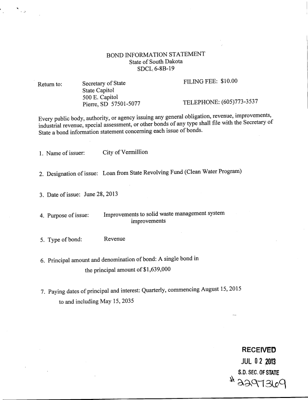 BOND INFORMATION STATEMENT
State of South Dakota
SDCL 6-8B-19
Return to: Secretary of State FILING FEE: $10.00
State Capitol
500 E. Capitol
Pierre, SD 57501-5077 TELEPHONE: (605)773-3537
Every public body, authority, or agency issuing any general obligation, revenue, improvements,
industrial revenue, special assessment, or other bonds of any type shall file with the Secretary of
State a bond information statement concerning each issue of bonds.
1. Name of issuer: City of Vermillion
2. Designation of issue: Loan from State Revolving Fund (Clean Water Program)
3. Date of issue: June 28, 2013
4. Purpose of issue: Improvements to solid waste management system
improvements
5. Type of bond: Revenue
6. Principal amount and denomination of bond: A single bond in
the principal amount of $1,639,000
7. Paying dates of principal and interest: Quarterly, commencing August 15, 2015
to and including May 15, 2035
RECEIVED
JUL 02 2013
S.D. SEC. OF STATE
# 2297369